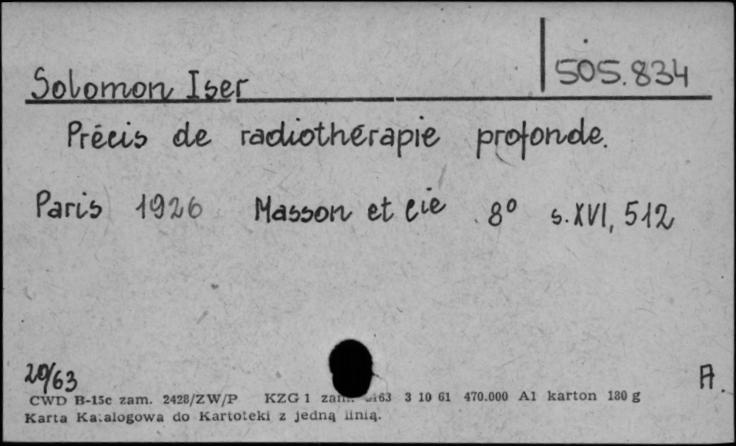 505.834
Solomon Iser
Précis de radiothérapie profonde.
Paris 1926 Masson et Cie 8° s. XVI, 512
20/63
A.
CWD B-15c zam. 2428/ZW/P KZG 1 3 10 61 470.000 A1 karton 180 g
Karta Katalogowa do Kartoteki z jedną linią.